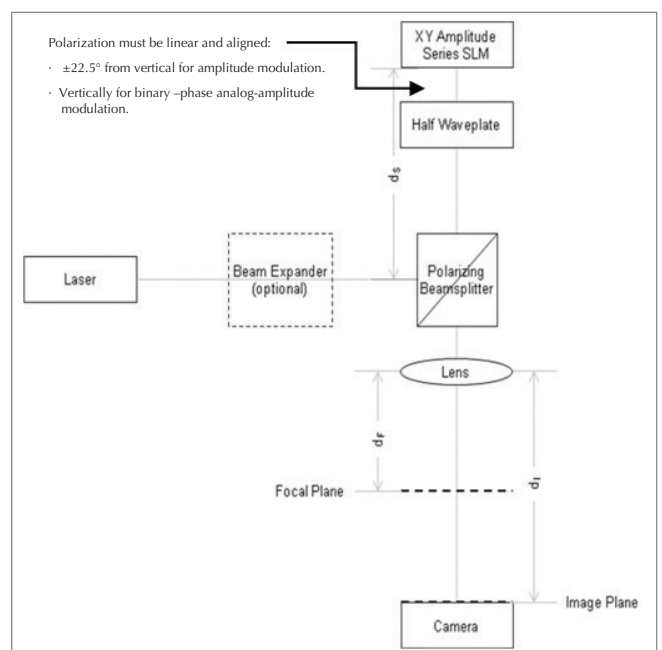 Polarization must be linear and aligned:
· ±22.5° from vertical for amplitude modulation.
· Vertically for binary –phase analog-amplitude
modulation.
XY Amplitude
Series SLM
Half Waveplate
dS
Laser
Beam Expander
(optional)
Polarizing
Beamsplitter
Lens
dF
dI
Focal Plane
Image Plane
Camera